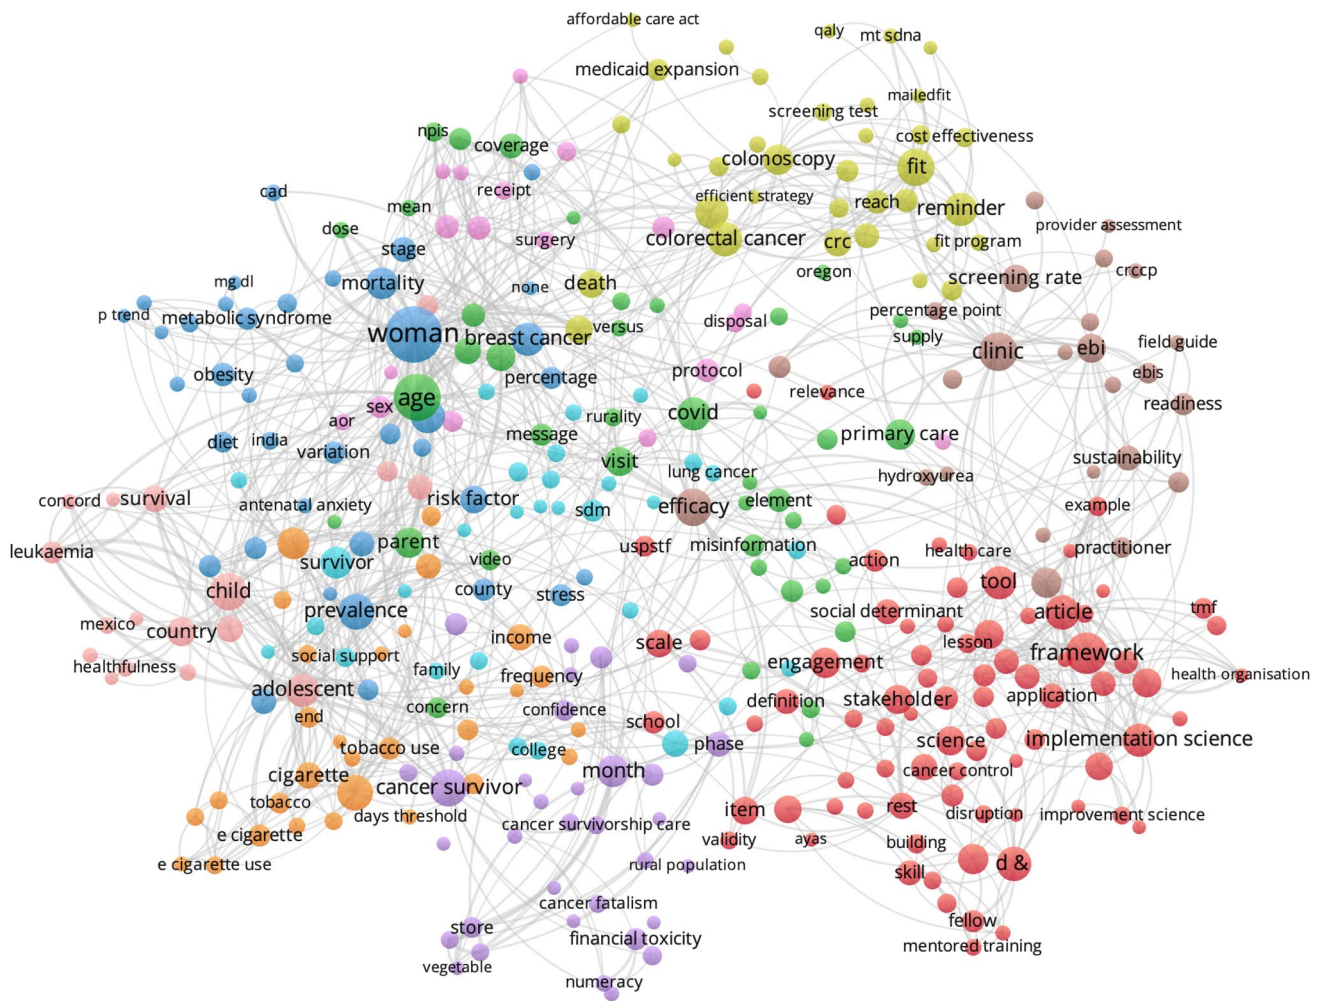 affordable care act
qaly
mt sdna
medicaid expansion
mailedfit
screening test
npis
coverage
cost effectiveness
colonoscopy
fit
cad
receipt
efficient strategy
reach
reminder
mean
dose
surgery
colorectal cancer
crc
fit program
provider assessment
stage
oregon
screening rate
crccp
mg dl
mortality
none
death
p trend
metabolic syndrome
percentage point
woman
breast cancer
versus
disposal
supply
clinic
ebi
field guide
obesity
percentage
protocol
ebis
age
relevance
readiness
sex
aor
rurality
covid
diet
india
variation
message
primary care
visit
lung cancer
sustainability
hydroxyurea
concord
survival
antenatal anxiety
risk factor
sdm
efficacy
element
example
leukaemia
parent
uspstf
misinformation
health care
practitioner
survivor
video
action
child
county
stress
tool
prevalence
social determinant
article
tmf
mexico
country
income
scale
lesson
framework
healthfulness
social support
family
frequency
engagement
health organisation
adolescent
concern
confidence
definition
stakeholder
application
end
school
tobacco use
college
phase
science
implementation science
cigarette
cancer survivor
month
cancer control
tobacco
days threshold
cancer survivorship care
item
rest
disruption
improvement science
e cigarette
validity
ayas
building
e cigarette use
rural population
skill
d &
cancer fatalism
store
financial toxicity
fellow
vegetable
mentored training
numeracy